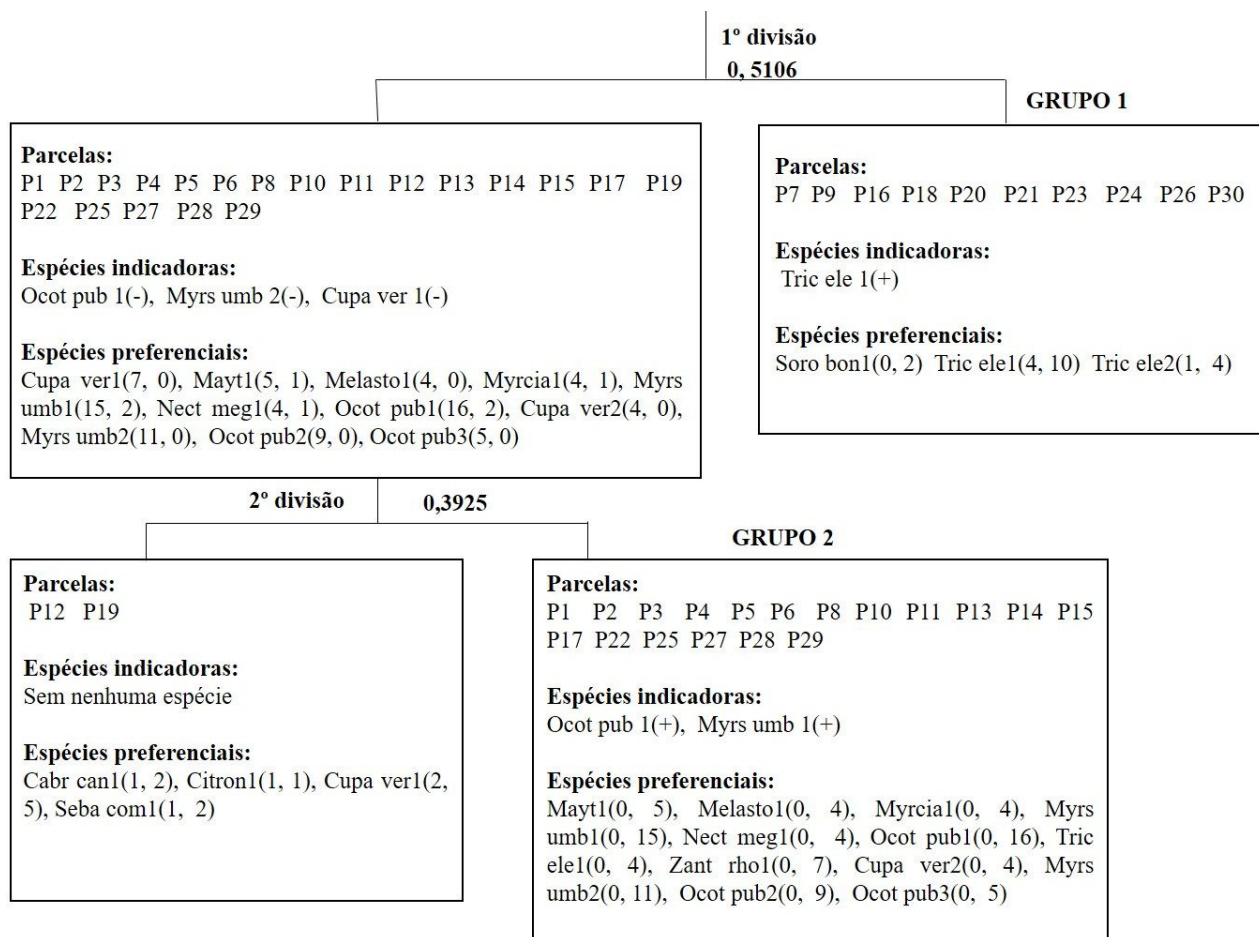 1º divisão
0, 5106
GRUPO 1
Parcelas:
P1 P2 P3 P4 P5 P6 P8 P10 P11 P12 P13 P14 P15 P17 P19
P22 P25 P27 P28 P29
Espécies indicadoras:
Ocot pub 1(-), Myrs umb 2(-), Cupa ver 1(-)
Espécies preferenciais:
Cupa ver1(7, 0), Mayt1(5, 1), Melasto1(4, 0), Myrcia1(4, 1), Myrs
umb1(15, 2), Nect meg1(4, 1), Ocot pub1(16, 2), Cupa ver2(4, 0),
Myrs umb2(11, 0), Ocot pub2(9, 0), Ocot pub3(5, 0)
Parcelas:
P7 P9 P16 P18 P20 P21 P23 P24 P26 P30
Espécies indicadoras:
Tric ele 1(+)
Espécies preferenciais:
Soro bon1(0, 2) Tric ele1(4, 10) Tric ele2(1, 4)
2º divisão
0,3925
GRUPO 2
Parcelas:
P12 P19
Espécies indicadoras:
Sem nenhuma espécie
Espécies preferenciais:
Cabr can1(1, 2), Citron1(1, 1), Cupa ver1(2,
5), Seba com1(1, 2)
Parcelas:
P1 P2 P3 P4 P5 P6 P8 P10 P11 P13 P14 P15
P17 P22 P25 P27 P28 P29
Espécies indicadoras:
Ocot pub 1(+), Myrs umb 1(+)
Espécies preferenciais:
Mayt1(0, 5), Melasto1(0, 4), Myrcia1(0, 4), Myrs
umb1(0, 15), Nect meg1(0, 4), Ocot pub1(0, 16), Tric
ele1(0, 4), Zant rho1(0, 7), Cupa ver2(0, 4), Myrs
umb2(0, 11), Ocot pub2(0, 9), Ocot pub3(0, 5)